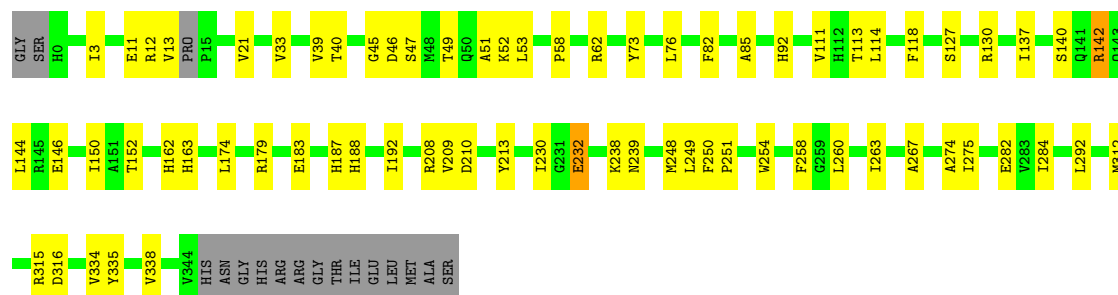 GLY SER H0 I3 E11 R12 V13 PRO P15 V21 V33 V39 T40 G45 D46 S47 M48 T49 Q50 A51 K52 L53 P58 R62 Y73 L76 F82 A85 H92 V111 H112 T113 L114 F118 S127 R130 I137 S140 Q141 R142 Q143
L144 R145 E146 I150 A151 T152 H162 H163 L174 R179 E183 H187 H188 I192 R208 V209 D210 Y213 I230 G231 E232 K238 N239 M248 L249 F250 P251 W254 F258 G259 L260 I263 A267 A274 I275 E282 V283 I284 L292 M312
R315 D316 V334 Y335 V338 V344 HIS ASN GLY HIS ARG ARG GLY THR ILE GLU LEU MET ALA SER